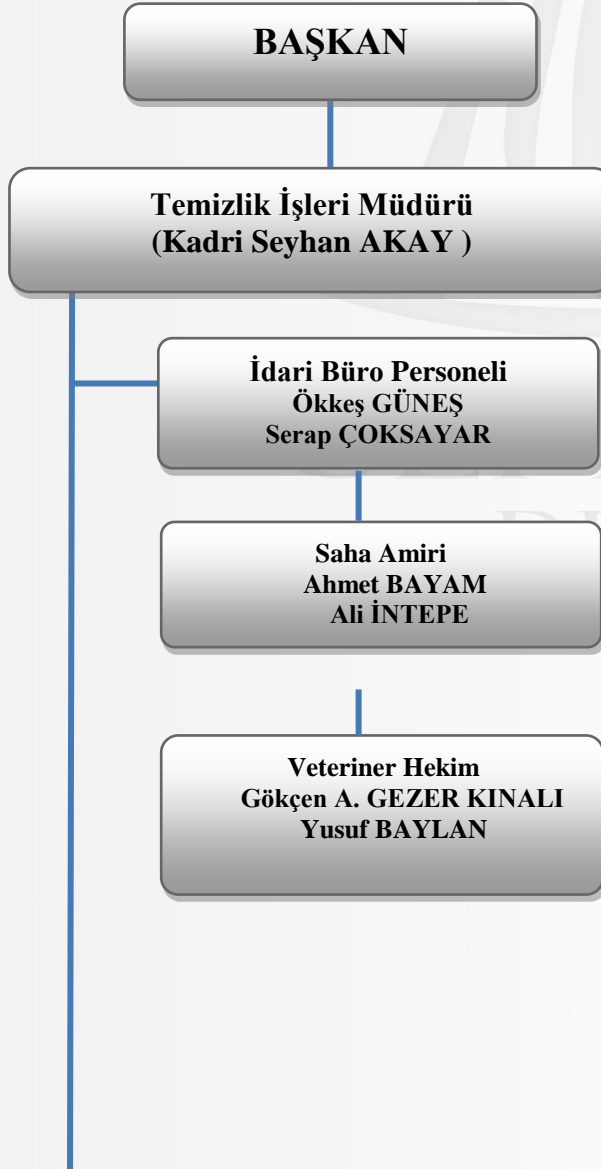 BAŞKAN
Temizlik İşleri Müdürü
(Kadri Seyhan AKAY )
İdari Büro Personeli
Ökkeş GÜNEŞ
Serap ÇOKSAYAR
Saha Amiri
Ahmet BAYAM
Ali İNTEPE
Veteriner Hekim
Gökçen A. GEZER KINALI
Yusuf BAYLAN